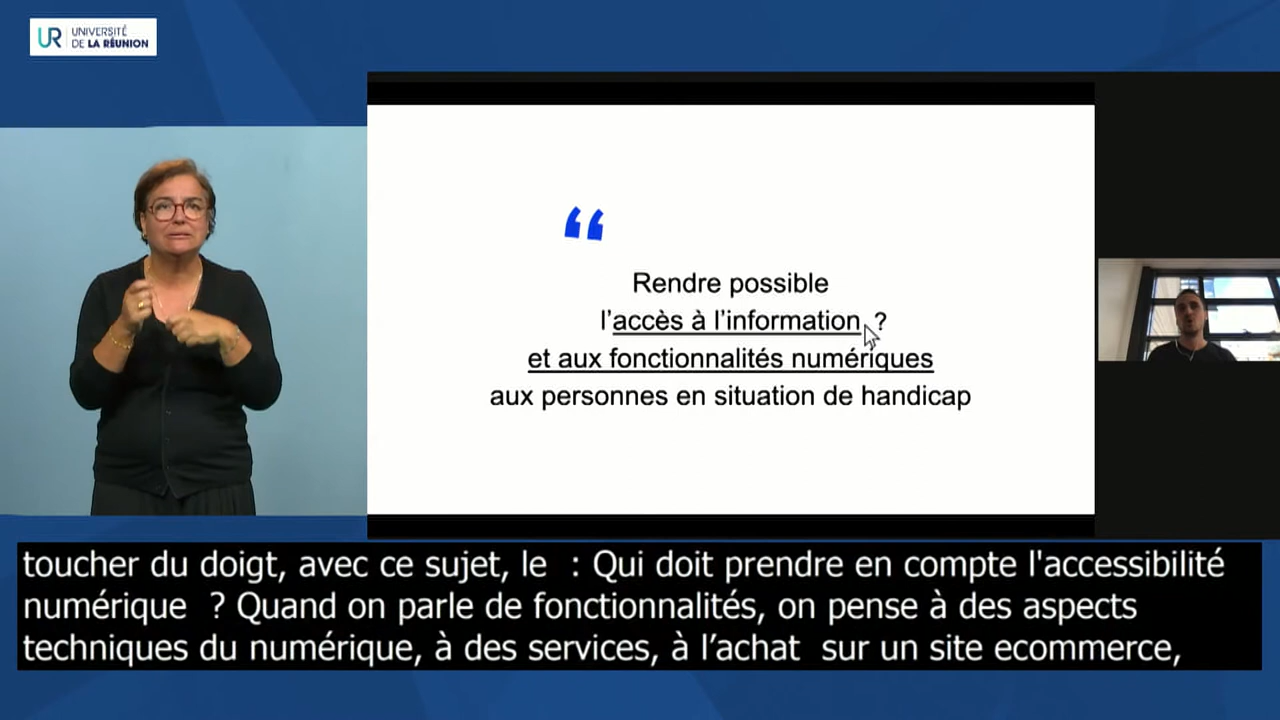 UR UNIVERSITÉ
DE LA RÉUNION
“
Rendre possible
l’accès à l’information ?
et aux fonctionnalités numériques
aux personnes en situation de handicap
toucher du doigt, avec ce sujet, le : Qui doit prendre en compte l'accessibilité
numérique ? Quand on parle de fonctionnalités, on pense à des aspects
techniques du numérique, à des services, à l’achat sur un site ecommerce,